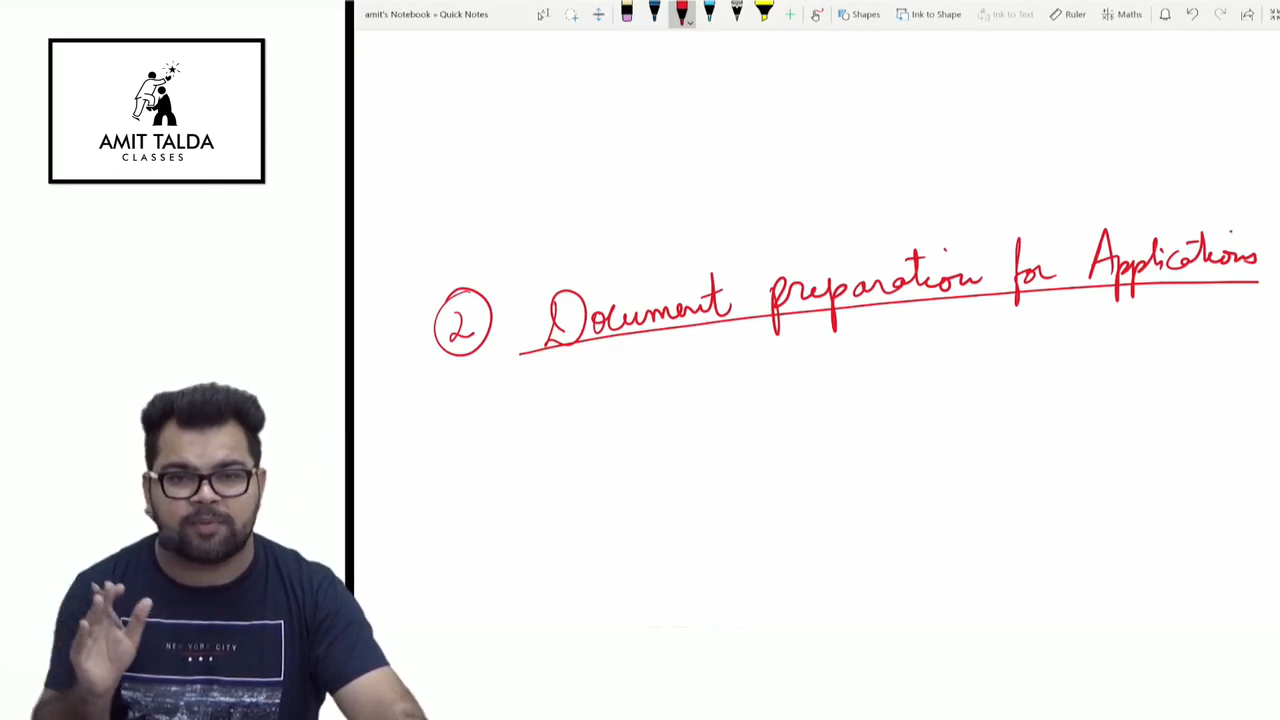 amit's Notebook » Quick Notes
Shapes
Ink to Shape
Ink to Text
Ruler
Maths
AMIT TALDA
CLASSES
② Document preparation for Applications
NEW YORK CITY